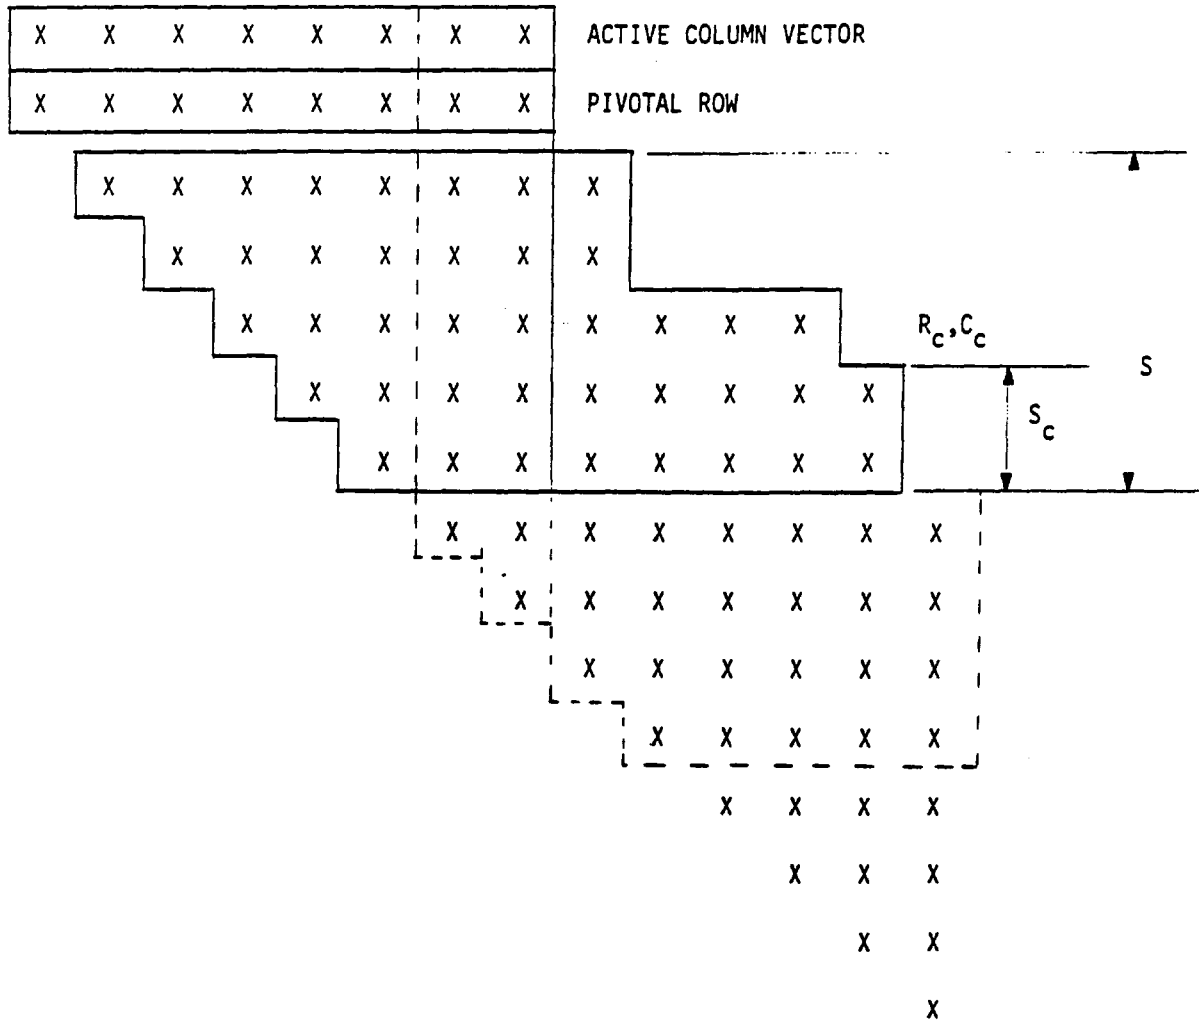 X X X X X X X X ACTIVE COLUMN VECTOR
X X X X X X X X PIVOTAL ROW
X X X X X X X X
X X X X X X X
X X X X X X X X X R_c,C_c
X X X X X X X X X S
S_c
X X X X X X X X
X X X X X X X X
X X X X X X X
X X X X X X
X X X X X
X X X X
X X X
X X
X